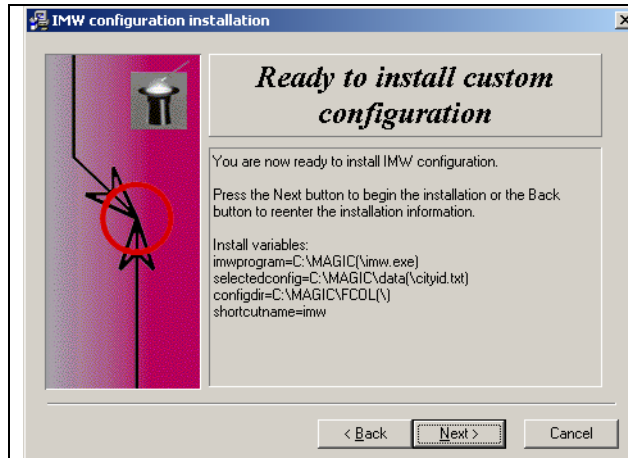 IMW configuration installation
Ready to install custom
configuration
You are now ready to install IMW configuration.
Press the Next button to begin the installation or the Back
button to reenter the installation information.
Install variables:
imwprogram=C:\MAGIC(\imw.exe)
selectedconfig=C:\MAGIC\data(\cityid.txt)
configdir=C:\MAGIC\FCOL(\)
shortcutname=imw
< Back Next > Cancel